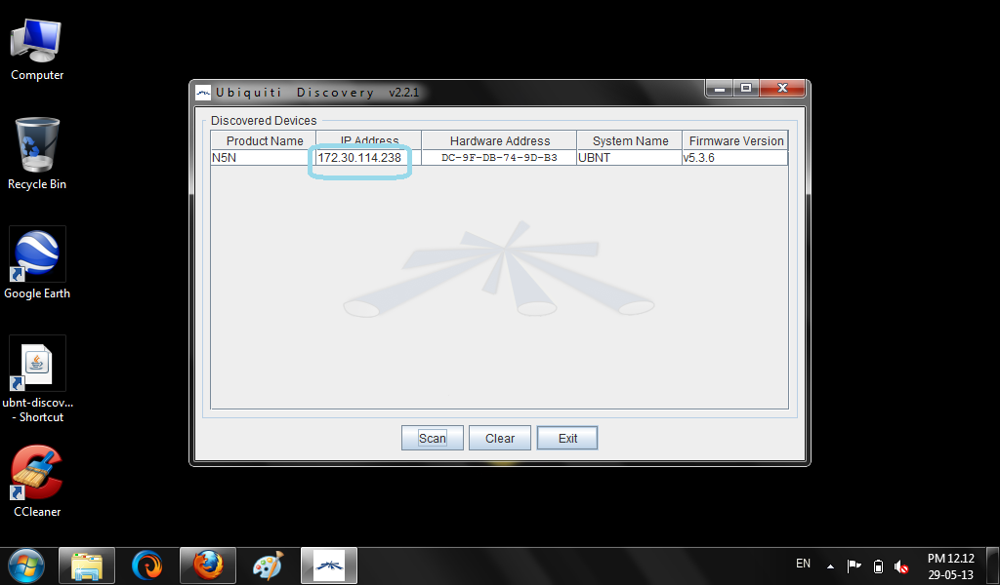 Computer
Recycle Bin
Google Earth
ubnt-discov...
- Shortcut
CCleaner
Ubiquiti Discovery v2.2.1
Discovered Devices
Product Name IP Address Hardware Address System Name Firmware Version
N5N 172.30.114.238 DC-9F-DB-74-9D-B3 UBNT v5.3.6
Scan Clear Exit
EN
PM 12.12
29-05-13